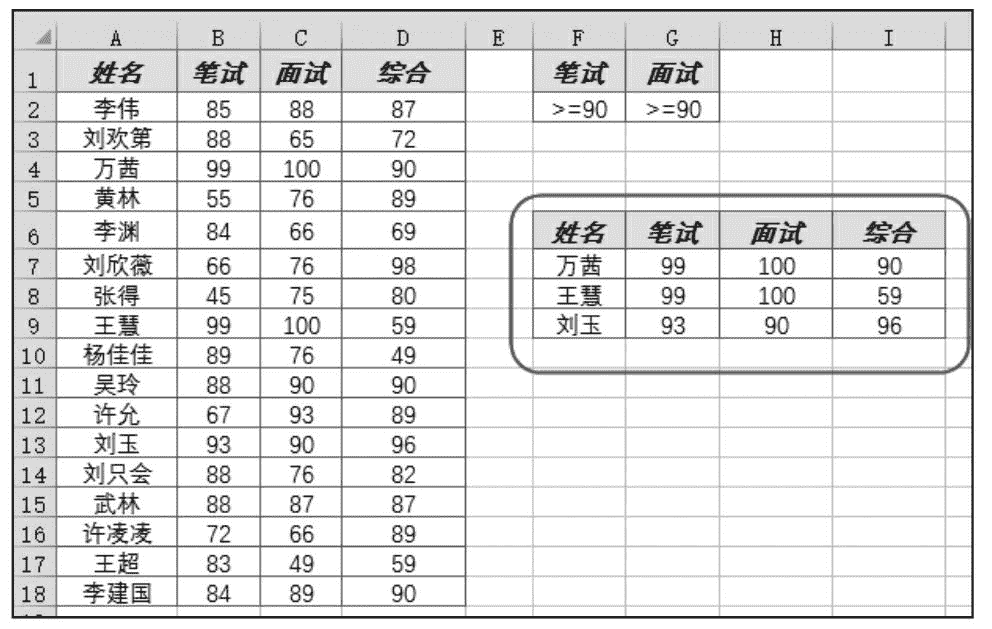 A B C D E F G H I
1 姓名 笔试 面试 综合 笔试 面试
2 李伟 85 88 87 >=90 >=90
3 刘欢第 88 65 72
4 万茜 99 100 90
5 黄林 55 76 89
6 李渊 84 66 69 姓名 笔试 面试 综合
7 刘欣薇 66 76 98 万茜 99 100 90
8 张得 45 75 80 王慧 99 100 59
9 王慧 99 100 59 刘玉 93 90 96
10 杨佳佳 89 76 49
11 吴玲 88 90 90
12 许允 67 93 89
13 刘玉 93 90 96
14 刘只会 88 76 82
15 武林 88 87 87
16 许凌凌 72 66 89
17 王超 83 49 59
18 李建国 84 89 90